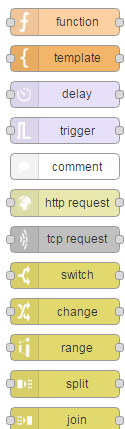 function
template
delay
trigger
comment
http request
tcp request
switch
change
range
split
join